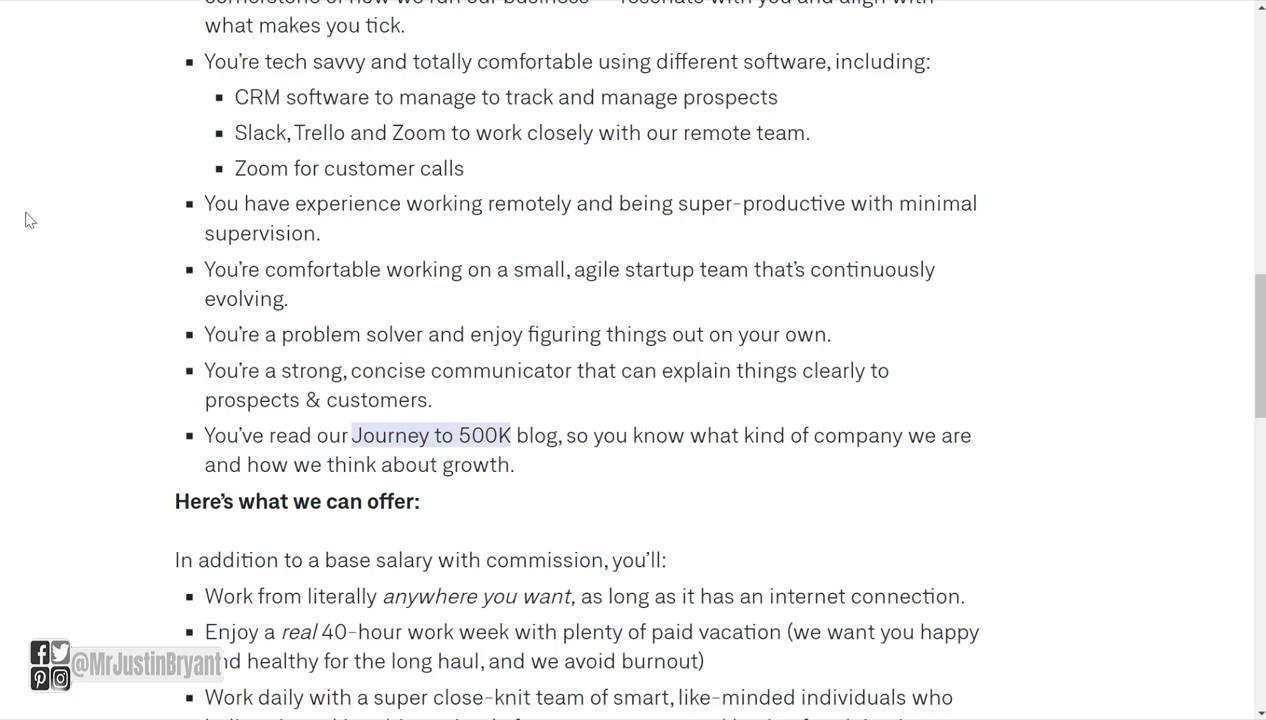 what makes you tick.
You're tech savvy and totally comfortable using different software, including:
CRM software to manage to track and manage prospects
Slack, Trello and Zoom to work closely with our remote team.
Zoom for customer calls
You have experience working remotely and being super-productive with minimal
supervision.
You're comfortable working on a small, agile startup team that's continuously
evolving.
You're a problem solver and enjoy figuring things out on your own.
You're a strong, concise communicator that can explain things clearly to
prospects & customers.
You've read our Journey to 500K blog, so you know what kind of company we are
and how we think about growth.
Here's what we can offer:
In addition to a base salary with commission, you'll:
Work from literally anywhere you want, as long as it has an internet connection.
Enjoy a real 40-hour work week with plenty of paid vacation (we want you happy
healthy for the long haul, and we avoid burnout)
@MrJustinBryant
Work daily with a super close-knit team of smart, like-minded individuals who